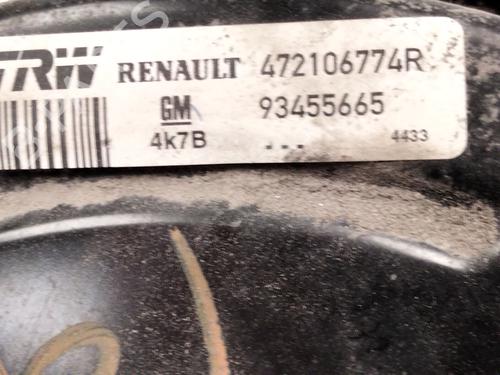 TRW RENAULT 472106774R
GM 93455665
4k7B ... 4433